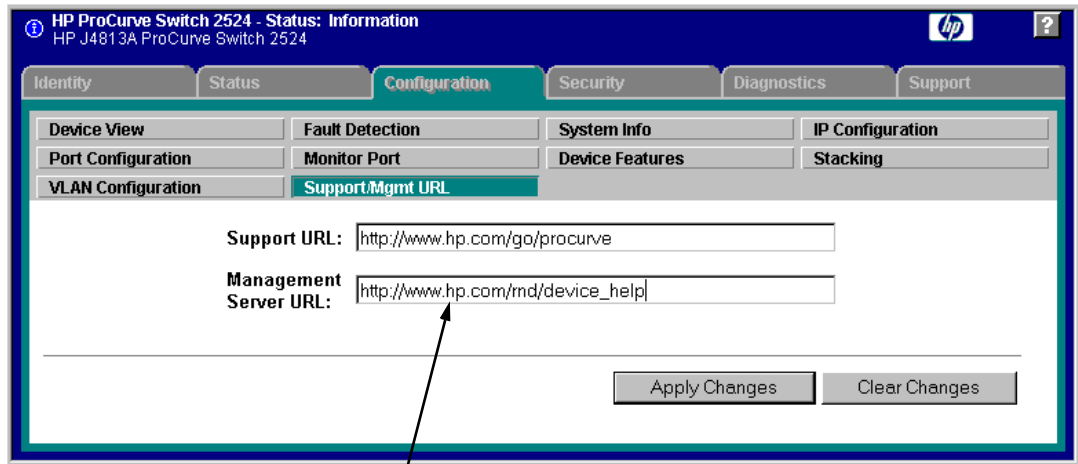 HP ProCurve Switch 2524 - Status: Information
HP J4813A ProCurve Switch 2524
hp
?
Identity Status Configuration Security Diagnostics Support
Device View Fault Detection System Info IP Configuration
Port Configuration Monitor Port Device Features Stacking
VLAN Configuration Support/Mgmt URL
Support URL: http://www.hp.com/go/procurve
Management
Server URL: http://www.hp.com/rnd/device_help
Apply Changes Clear Changes